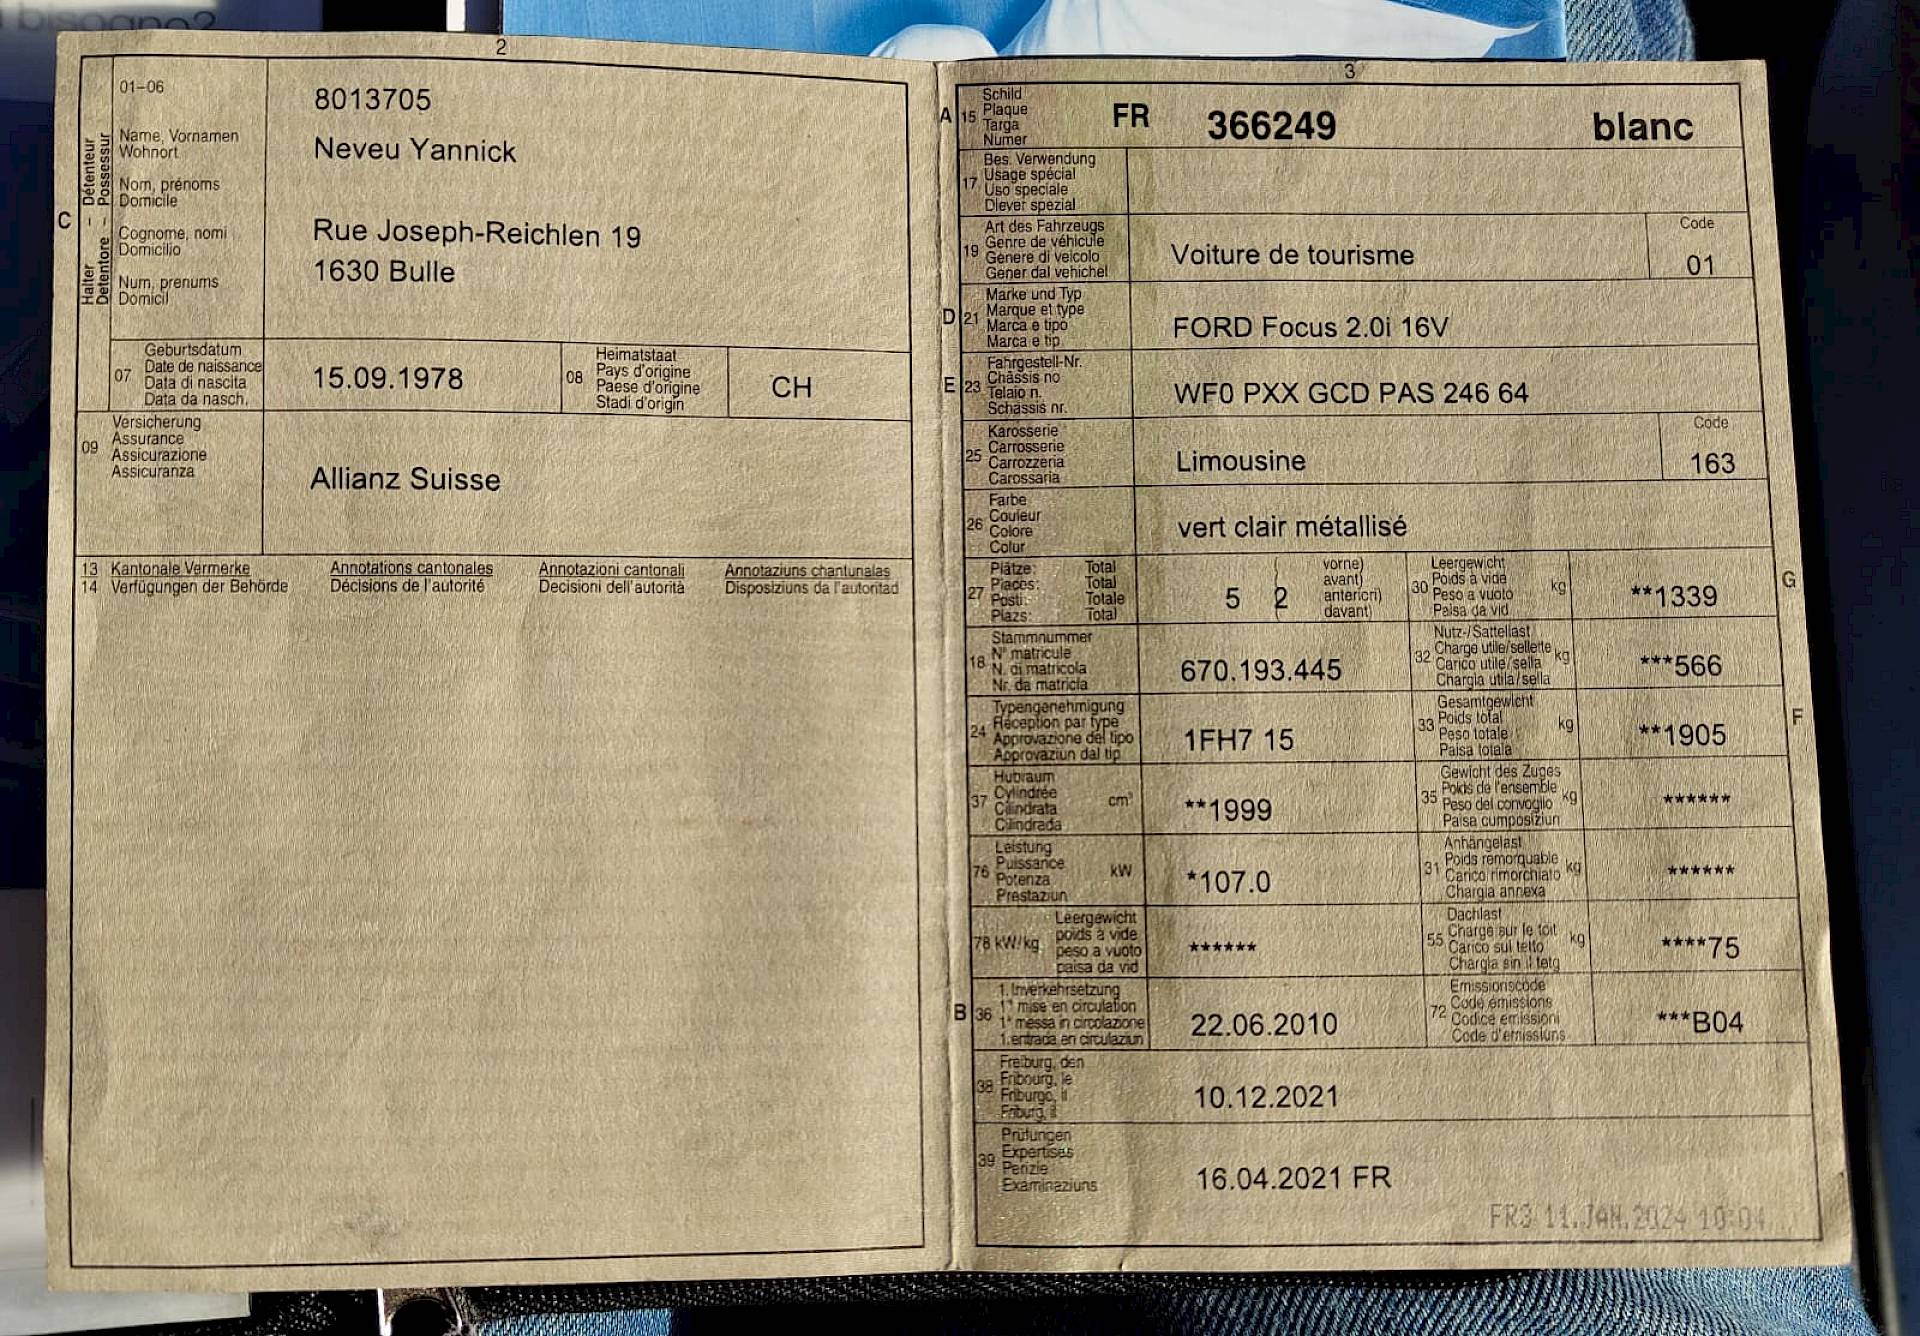 bisogno?
2
01–06
8013705
Name, Vornamen
Wohnort
Neveu Yannick
Nom, prénoms
Domicile
Cognome, nomi
Domicilio
Rue Joseph-Reichlen 19
1630 Bulle
Num, prenums
Domicil
C
Halter – Détenteur
Detentore – Possessur
07
Geburtsdatum
Date de naissance
Data di nascita
Data da nasch.
15.09.1978
08
Heimatstaat
Pays d'origine
Paese d'origine
Stadi d'origin
CH
09
Versicherung
Assurance
Assicurazione
Assicuranza
Allianz Suisse
13 Kantonale Vermerke Annotations cantonales Annotazioni cantonali Annotaziuns chantunalas
14 Verfügungen der Behörde Décisions de l'autorité Decisioni dell'autorità Disposiziuns da l'autoritad
3
A 15
Schild
Plaque
Targa
Numer
FR 366249 blanc
17
Bes. Verwendung
Usage spécial
Uso speciale
Diever spezial
19
Art des Fahrzeugs
Genre de véhicule
Genere di veicolo
Gener dal vehichel
Voiture de tourisme
Code
01
D 21
Marke und Typ
Marque et type
Marca e tipo
Marca e tip
FORD Focus 2.0i 16V
E 23
Fahrgestell-Nr.
Châssis no
Telaio n.
Schassis nr.
WF0 PXX GCD PAS 246 64
25
Karosserie
Carrosserie
Carrozzeria
Carossaria
Limousine
Code
163
26
Farbe
Couleur
Colore
Colur
vert clair métallisé
27
Plätze: Total
Places: Total
Posti: Totale
Plazs: Total
5 2
vorne)
avant)
anteriori)
davant)
30
Leergewicht
Poids à vide
Peso a vuoto
Paisa da vid
kg
**1339
G
18
Stammnummer
N° matricule
N. di matricola
Nr. da matricla
670.193.445
32
Nutz-/Sattellast
Charge utile/sellette
Carico utile/sella
Chargia utila/sella
kg
***566
24
Typengenehmigung
Réception par type
Approvazione del tipo
Approvaziun dal tip
1FH7 15
33
Gesamtgewicht
Poids total
Peso totale
Paisa totala
kg
**1905
F
37
Hubraum
Cylindrée
Cilindrata
Cilindrada
cm³
**1999
35
Gewicht des Zuges
Poids de l'ensemble
Peso del convoglio
Paisa cumposiziun
kg
******
76
Leistung
Puissance
Potenza
Prestaziun
kW
*107.0
31
Anhängelast
Poids remorquable
Carico rimorchiato
Chargia annexa
kg
******
78 kW/kg
Leergewicht
poids à vide
peso a vuoto
paisa da vid
******
55
Dachlast
Charge sur le toit
Carico sul tetto
Chargia sin il tetg
kg
****75
B 36
1. Inverkehrsetzung
1re mise en circulation
1a messa in circolazione
1. entrada en circulaziun
22.06.2010
72
Emissionscode
Code émissions
Codice emissioni
Code d'emissiuns
***B04
38
Freiburg, den
Fribourg, le
Friburgo, il
Friburg, il
10.12.2021
39
Prüfungen
Expertises
Perizie
Examinaziuns
16.04.2021 FR
FR3 11.JAN.2024 10:04